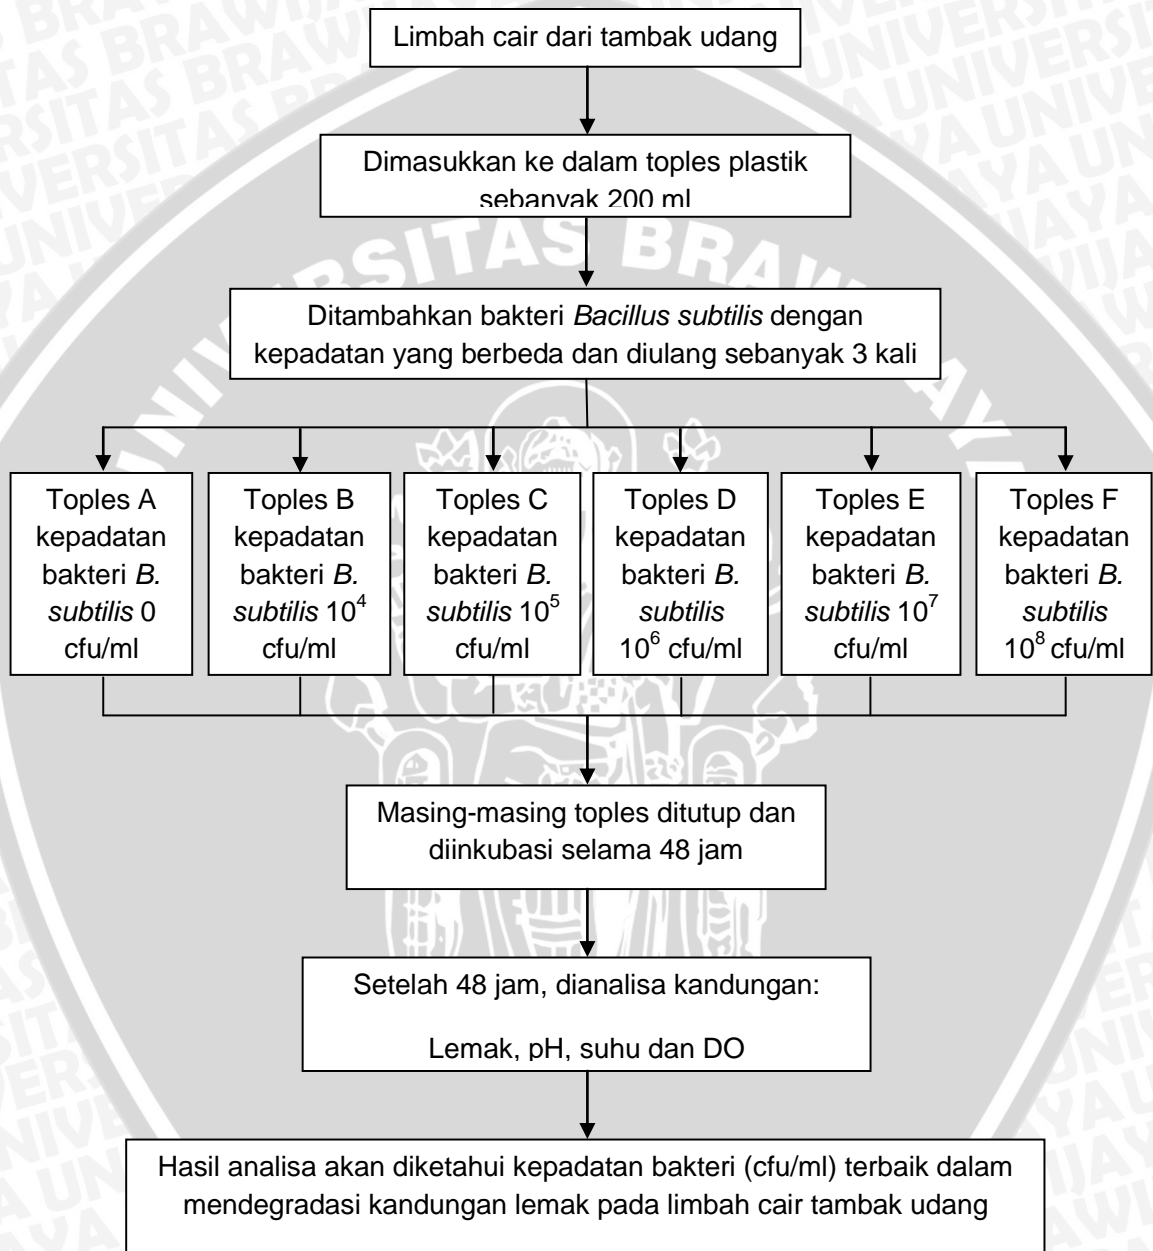 Limbah cair dari tambak udang
Dimasukkan ke dalam toples plastik
sebanyak 200 ml
Ditambahkan bakteri Bacillus subtilis dengan
kepadatan yang berbeda dan diulang sebanyak 3 kali
Toples A
kepadatan
bakteri B.
subtilis 0
cfu/ml
Toples B
kepadatan
bakteri B.
subtilis 10⁴
cfu/ml
Toples C
kepadatan
bakteri B.
subtilis 10⁵
cfu/ml
Toples D
kepadatan
bakteri B.
subtilis
10⁶ cfu/ml
Toples E
kepadatan
bakteri B.
subtilis 10⁷
cfu/ml
Toples F
kepadatan
bakteri B.
subtilis
10⁸ cfu/ml
Masing-masing toples ditutup dan
diinkubasi selama 48 jam
Setelah 48 jam, dianalisa kandungan:
Lemak, pH, suhu dan DO
Hasil analisa akan diketahui kepadatan bakteri (cfu/ml) terbaik dalam
mendegradasi kandungan lemak pada limbah cair tambak udang